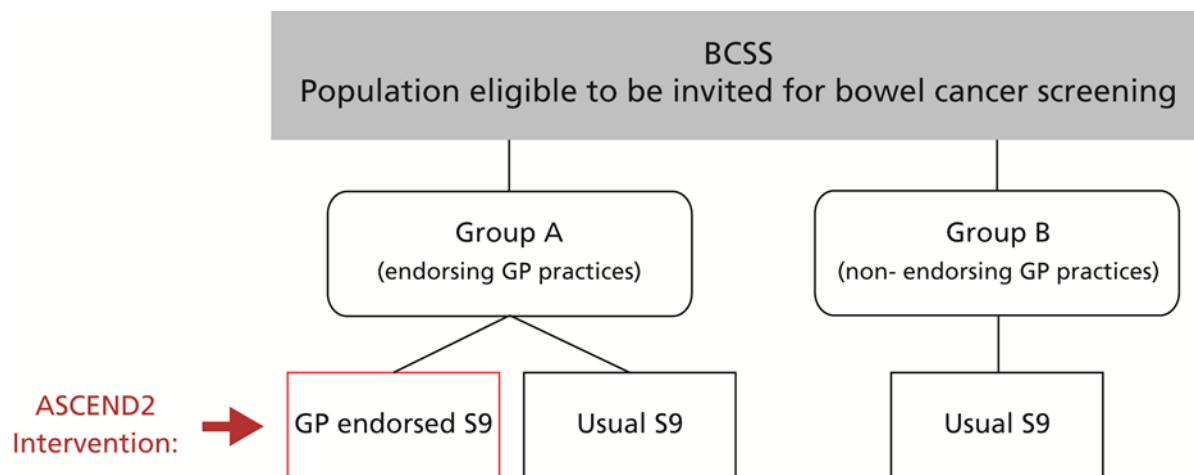 BCSS
Population eligible to be invited for bowel cancer screening
Group A
(endorsing GP practices)
Group B
(non- endorsing GP practices)
ASCEND2
Intervention:
GP endorsed S9
Usual S9
Usual S9